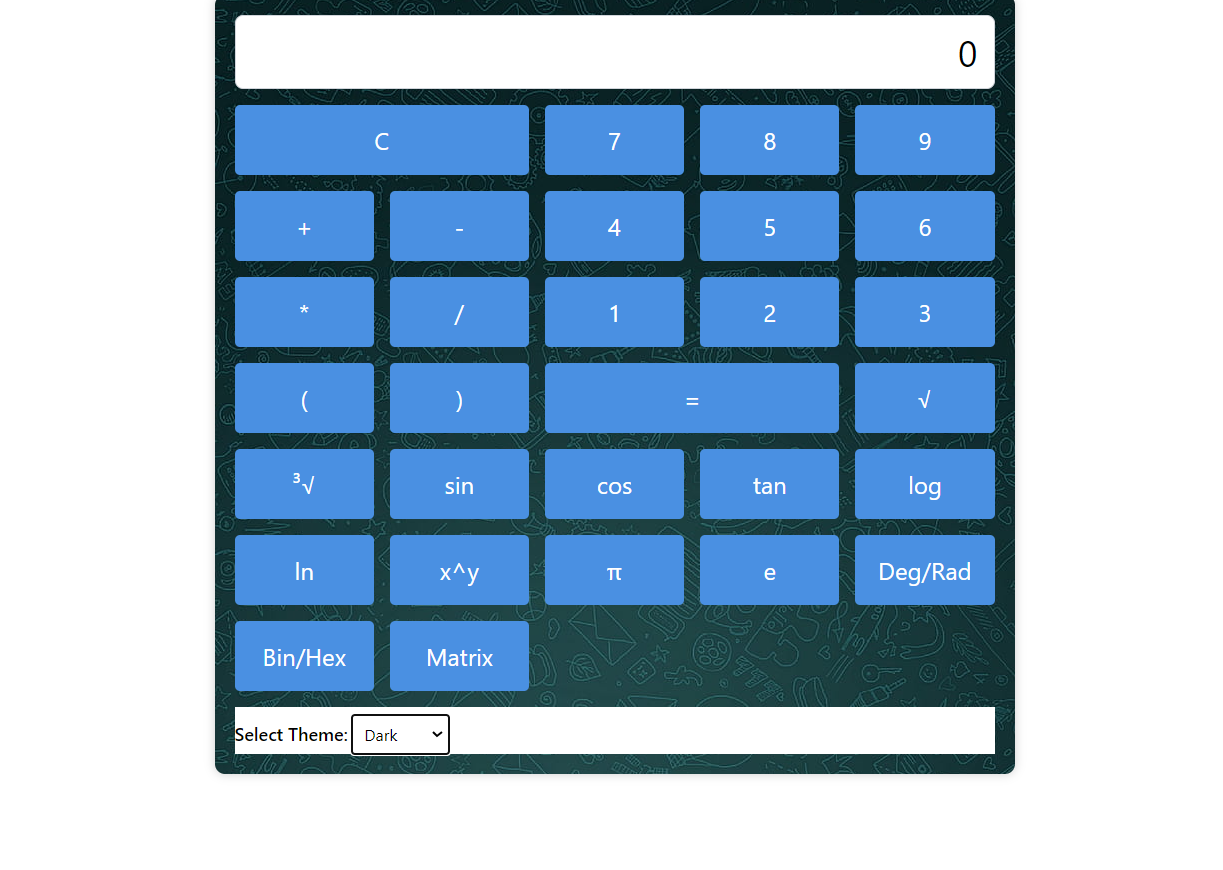 0
C 7 8 9
+ - 4 5 6
* / 1 2 3
( ) = √
³√ sin cos tan log
ln x^y π e Deg/Rad
Bin/Hex Matrix
Select Theme: Dark